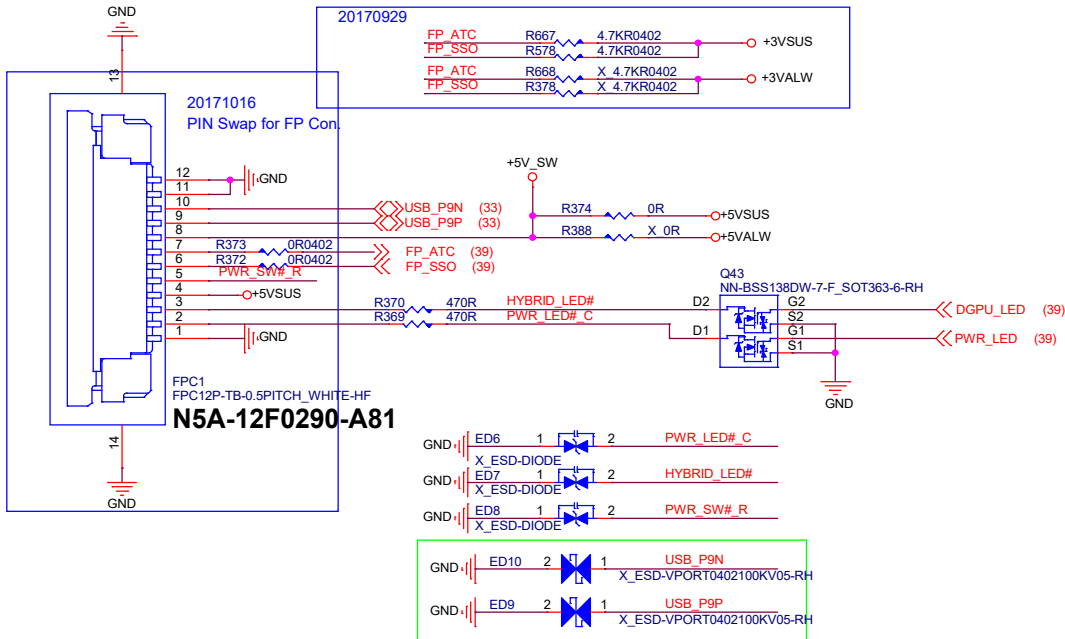 GND
20170929
FP_ATC R667 4.7KR0402
FP_SSO R578 4.7KR0402
+3VSUS
FP_ATC R668 X_4.7KR0402
FP_SSO R378 X_4.7KR0402
+3VALW
13
20171016
PIN Swap for FP Con.
+5V_SW
12
11
GND
10 USB_P9N (33)
9 USB_P9P (33)
8
R374 0R +5VSUS
R388 X_0R +5VALW
7 R373 0R0402 FP_ATC (39)
6 R372 0R0402 FP_SSO (39)
5 PWR_SW#_R
4 +5VSUS
3 R370 470R HYBRID_LED#
2 R369 470R PWR_LED#_C
1 GND
Q43
NN-BSS138DW-7-F_SOT363-6-RH
D2 G2 DGPU_LED (39)
S2
D1 G1 PWR_LED (39)
S1
GND
FPC1
FPC12P-TB-0.5PITCH_WHITE-HF
N5A-12F0290-A81
14
GND
GND ED6 1 2 PWR_LED#_C
X_ESD-DIODE
GND ED7 1 2 HYBRID_LED#
X_ESD-DIODE
GND ED8 1 2 PWR_SW#_R
X_ESD-DIODE
GND ED10 2 1 USB_P9N
X_ESD-VPORT0402100KV05-RH
GND ED9 2 1 USB_P9P
X_ESD-VPORT0402100KV05-RH